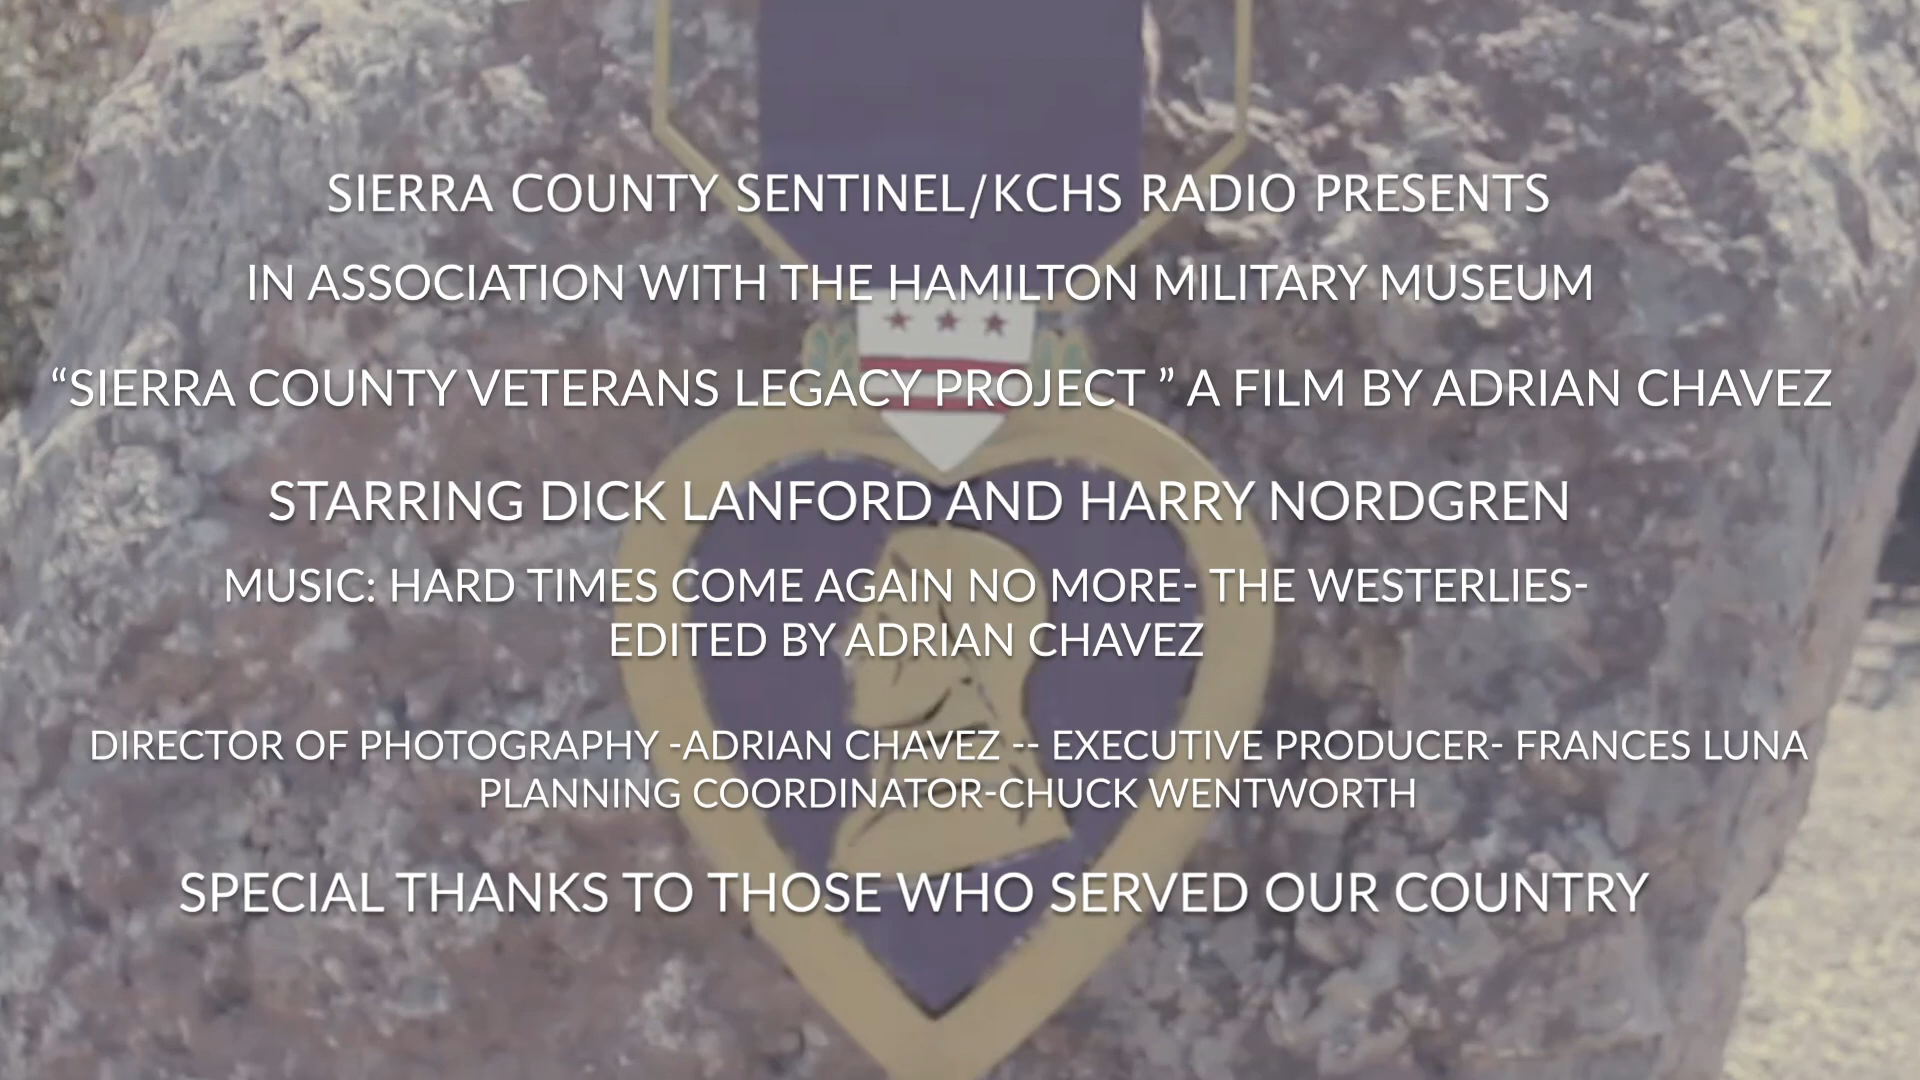 SIERRA COUNTY SENTINEL/KCHS RADIO PRESENTS
IN ASSOCIATION WITH THE HAMILTON MILITARY MUSEUM
“SIERRA COUNTY VETERANS LEGACY PROJECT ” A FILM BY ADRIAN CHAVEZ
STARRING DICK LANFORD AND HARRY NORDGREN
MUSIC: HARD TIMES COME AGAIN NO MORE- THE WESTERLIES-
EDITED BY ADRIAN CHAVEZ
DIRECTOR OF PHOTOGRAPHY -ADRIAN CHAVEZ -- EXECUTIVE PRODUCER- FRANCES LUNA
PLANNING COORDINATOR-CHUCK WENTWORTH
SPECIAL THANKS TO THOSE WHO SERVED OUR COUNTRY